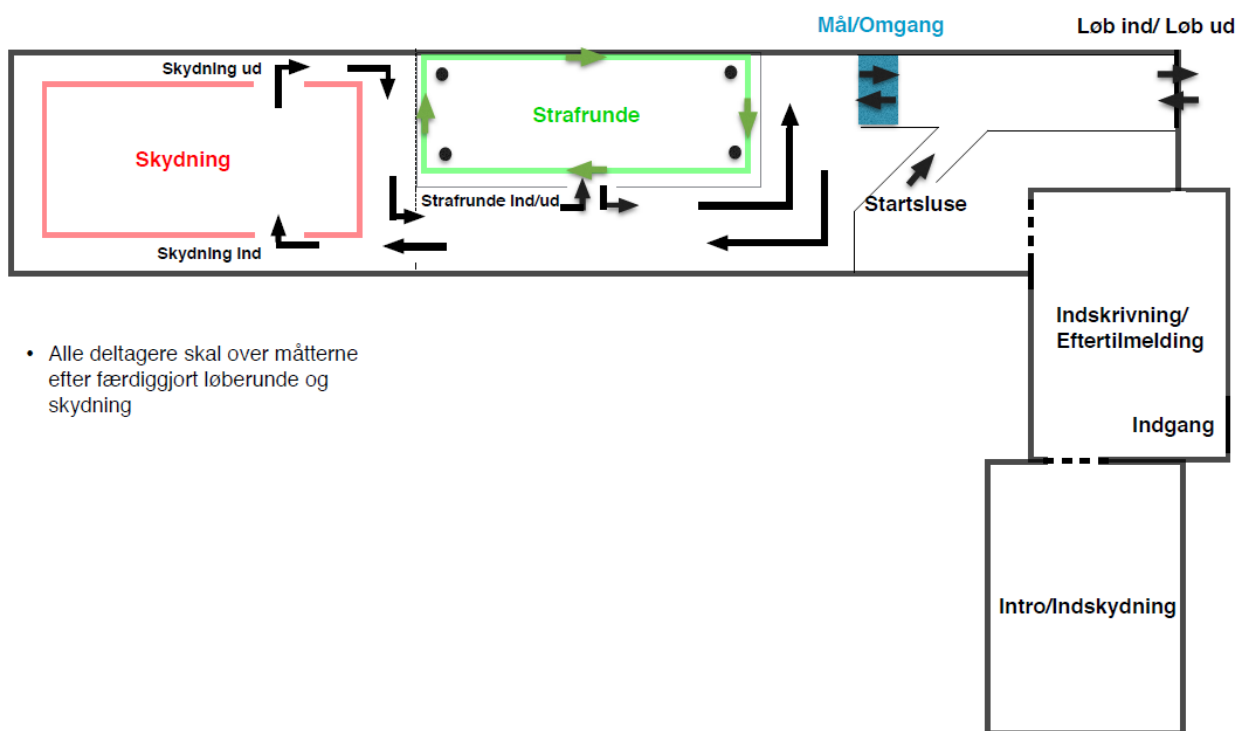 Mål/Omgang
Løb ind/ Løb ud
Skydning ud
Strafrunde
Skydning
Strafrunde Ind/ud
Startsluse
Skydning Ind
Indskrivning/
Eftertilmelding
• Alle deltagere skal over måtterne
efter færdiggjort løberunde og
skydning
Indgang
Intro/Indskydning